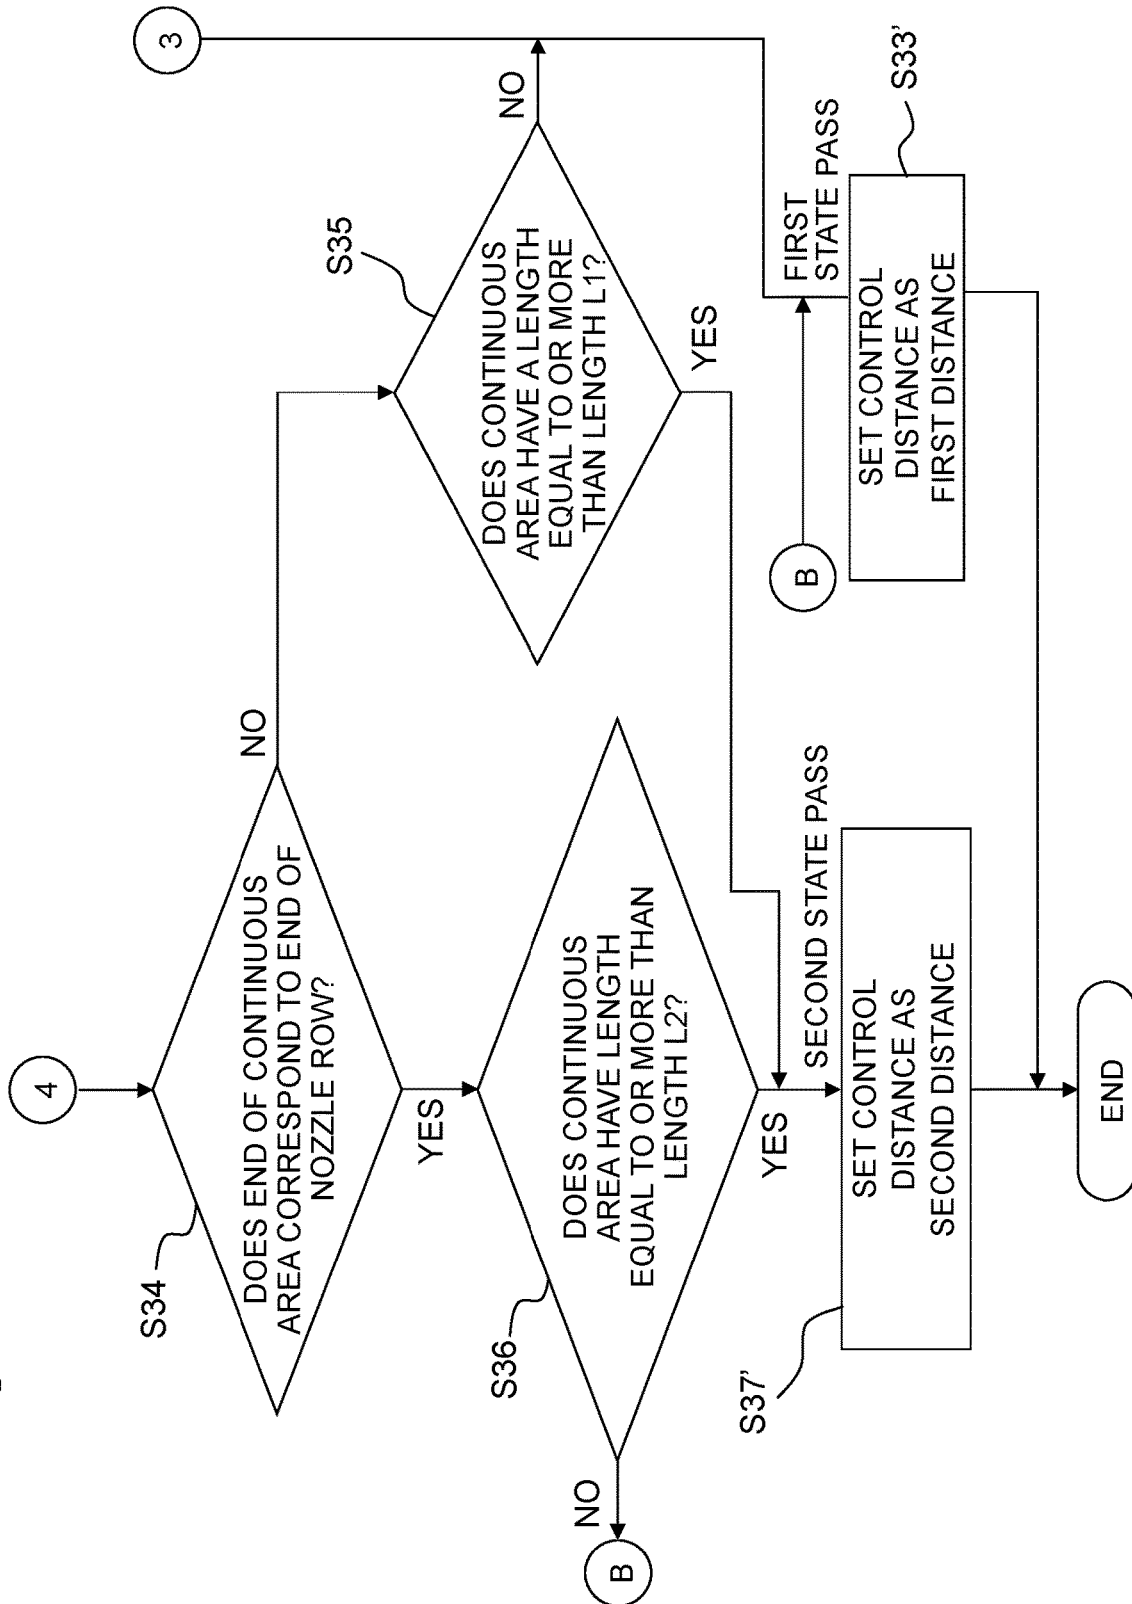 4
3
S34
DOES END OF CONTINUOUS
AREA CORRESPOND TO END OF
NOZZLE ROW?
NO
YES
S35
DOES CONTINUOUS
AREA HAVE A LENGTH
EQUAL TO OR MORE
THAN LENGTH L1?
NO
YES
S36
DOES CONTINUOUS
AREA HAVE LENGTH
EQUAL TO OR MORE THAN
LENGTH L2?
NO
B
YES
SECOND STATE PASS
S37'
SET CONTROL
DISTANCE AS
SECOND DISTANCE
B
FIRST
STATE PASS
S33'
SET CONTROL
DISTANCE AS
FIRST DISTANCE
END